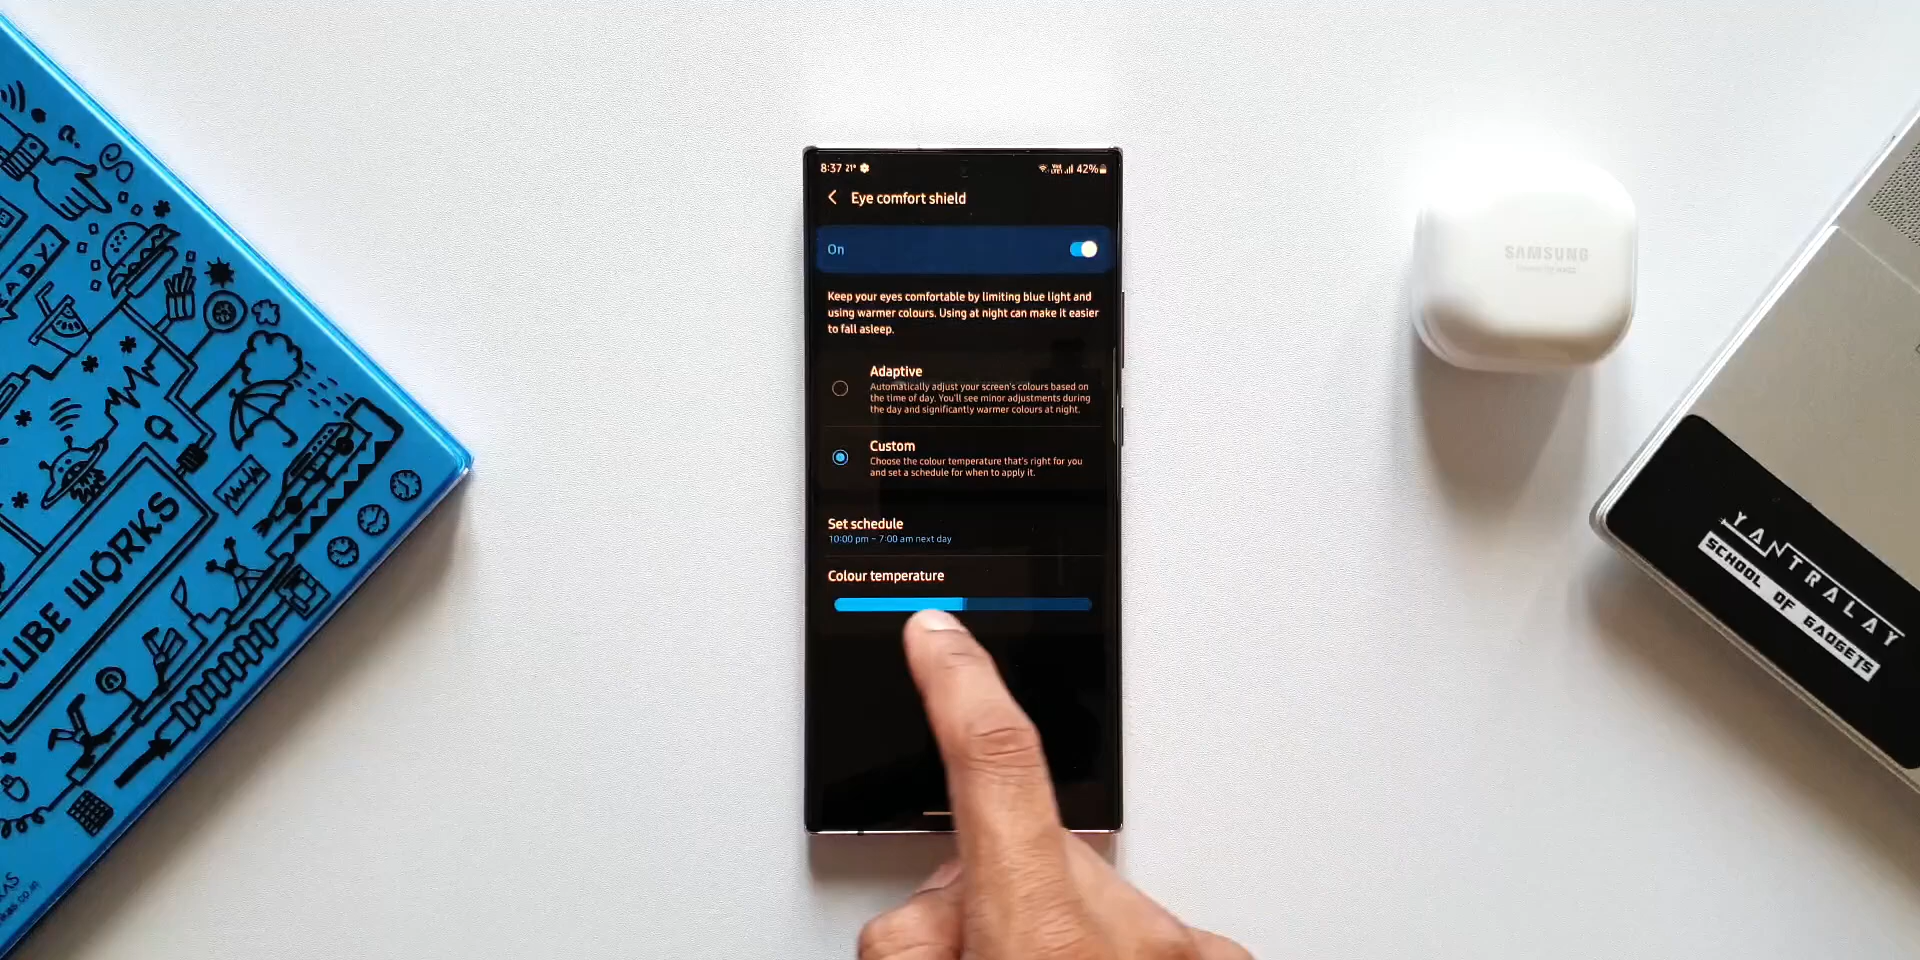 READY.
CUBE WORKS
8:37 21°
42%
Eye comfort shield
On
Keep your eyes comfortable by limiting blue light and
using warmer colours. Using at night can make it easier
to fall asleep.
Adaptive
Automatically adjust your screen's colours based on
the time of day. You'll see minor adjustments during
the day and significantly warmer colours at night.
Custom
Choose the colour temperature that's right for you
and set a schedule for when to apply it.
Set schedule
10:00 pm – 7:00 am next day
Colour temperature
SAMSUNG
YANTRALAY
SCHOOL OF GADGETS